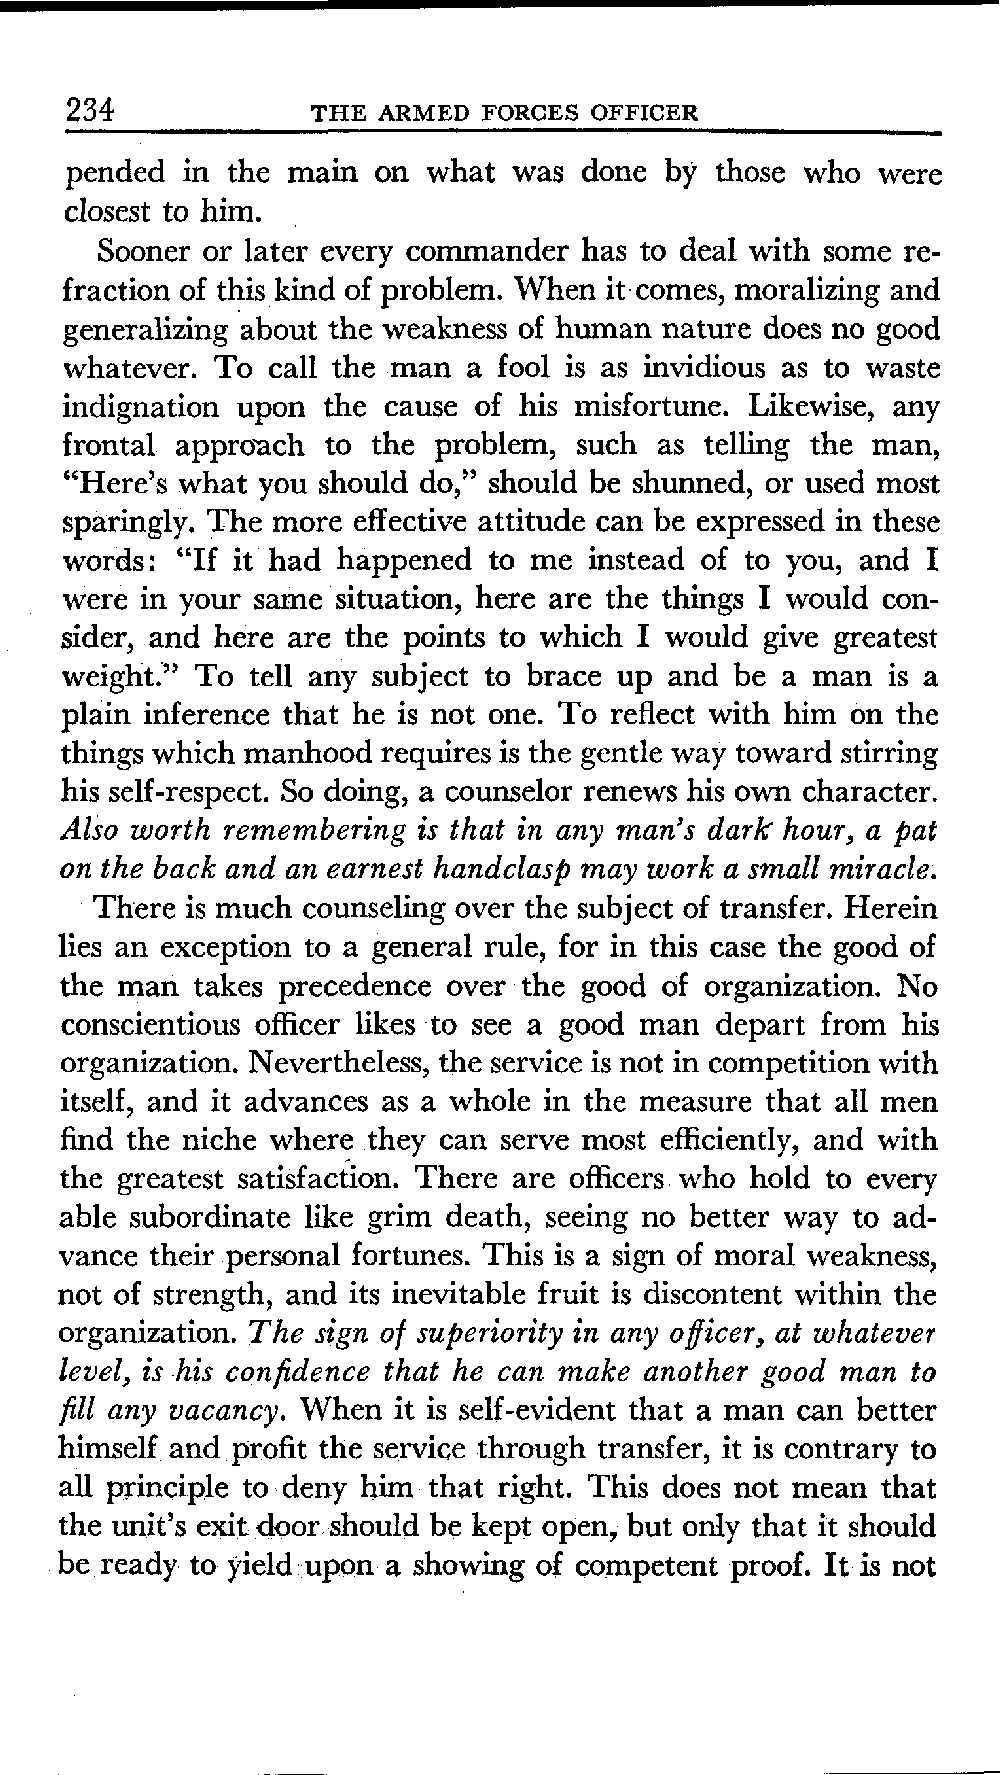 234 THE ARMED FORCES OFFICER
pended in the main on what was done by those who were
closest to him.
Sooner or later every commander has to deal with some re-
fraction of this kind of problem. When it comes, moralizing and
generalizing about the weakness of human nature does no good
whatever. To call the man a fool is as invidious as to waste
indignation upon the cause of his misfortune. Likewise, any
frontal approach to the problem, such as telling the man,
“Here’s what you should do,” should be shunned, or used most
sparingly. The more effective attitude can be expressed in these
words: “If it had happened to me instead of to you, and I
were in your same situation, here are the things I would con-
sider, and here are the points to which I would give greatest
weight.” To tell any subject to brace up and be a man is a
plain inference that he is not one. To reflect with him on the
things which manhood requires is the gentle way toward stirring
his self-respect. So doing, a counselor renews his own character.
Also worth remembering is that in any man’s dark hour, a pat
on the back and an earnest handclasp may work a small miracle.
There is much counseling over the subject of transfer. Herein
lies an exception to a general rule, for in this case the good of
the man takes precedence over the good of organization. No
conscientious officer likes to see a good man depart from his
organization. Nevertheless, the service is not in competition with
itself, and it advances as a whole in the measure that all men
find the niche where they can serve most efficiently, and with
the greatest satisfaction. There are officers who hold to every
able subordinate like grim death, seeing no better way to ad-
vance their personal fortunes. This is a sign of moral weakness,
not of strength, and its inevitable fruit is discontent within the
organization. The sign of superiority in any officer, at whatever
level, is his confidence that he can make another good man to
fill any vacancy. When it is self-evident that a man can better
himself and profit the service through transfer, it is contrary to
all principle to deny him that right. This does not mean that
the unit’s exit door should be kept open, but only that it should
be ready to yield upon a showing of competent proof. It is not